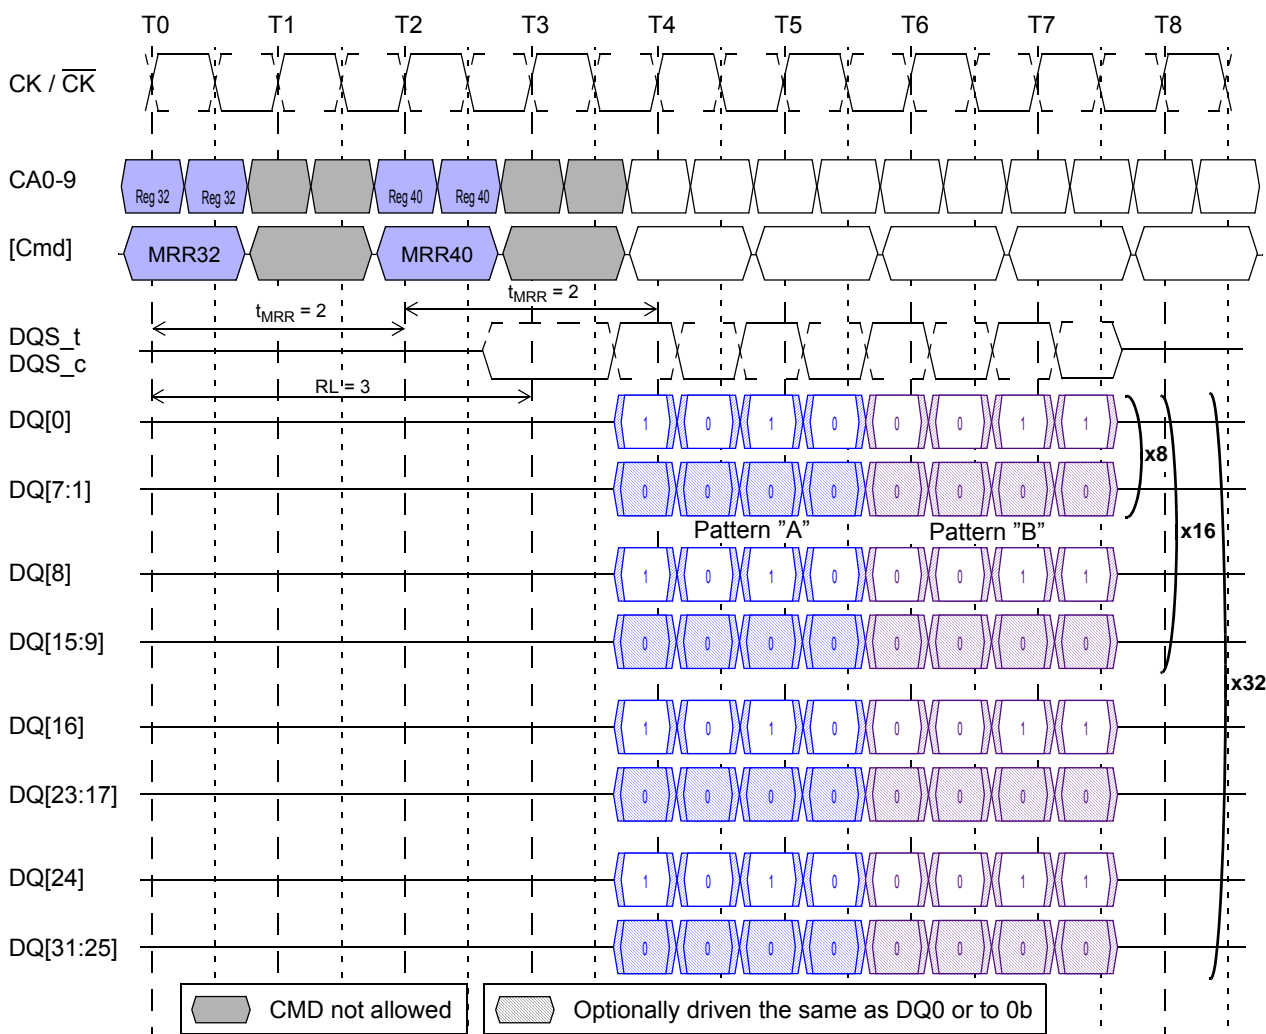 T0 T1 T2 T3 T4 T5 T6 T7 T8
CK / CK
CA0-9 Reg 32 Reg 32 Reg 40 Reg 40
[Cmd] MRR32 MRR40
tMRR = 2 tMRR = 2
DQS_t
DQS_c
RL = 3
DQ[0] 1 0 1 0 0 0 1 1
x8
DQ[7:1] 0 0 0 0 0 0 0 0
Pattern ”A” Pattern ”B” x16
DQ[8] 1 0 1 0 0 0 1 1
DQ[15:9] 0 0 0 0 0 0 0 0
x32
DQ[16] 1 0 1 0 0 0 1 1
DQ[23:17] 0 0 0 0 0 0 0 0
DQ[24] 1 0 1 0 0 0 1 1
DQ[31:25] 0 0 0 0 0 0 0 0
CMD not allowed Optionally driven the same as DQ0 or to 0b